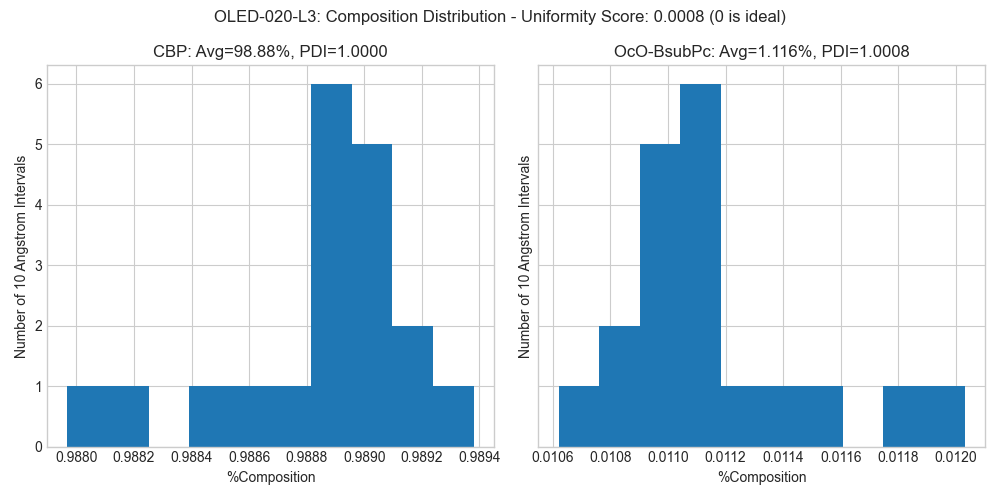 OLED-020-L3: Composition Distribution - Uniformity Score: 0.0008 (0 is ideal)
CBP: Avg=98.88%, PDI=1.0000
Number of 10 Angstrom Intervals
6
5
4
3
2
1
0
0.9880 0.9882 0.9884 0.9886 0.9888 0.9890 0.9892 0.9894
%Composition
OcO-BsubPc: Avg=1.116%, PDI=1.0008
Number of 10 Angstrom Intervals
0.0106 0.0108 0.0110 0.0112 0.0114 0.0116 0.0118 0.0120
%Composition